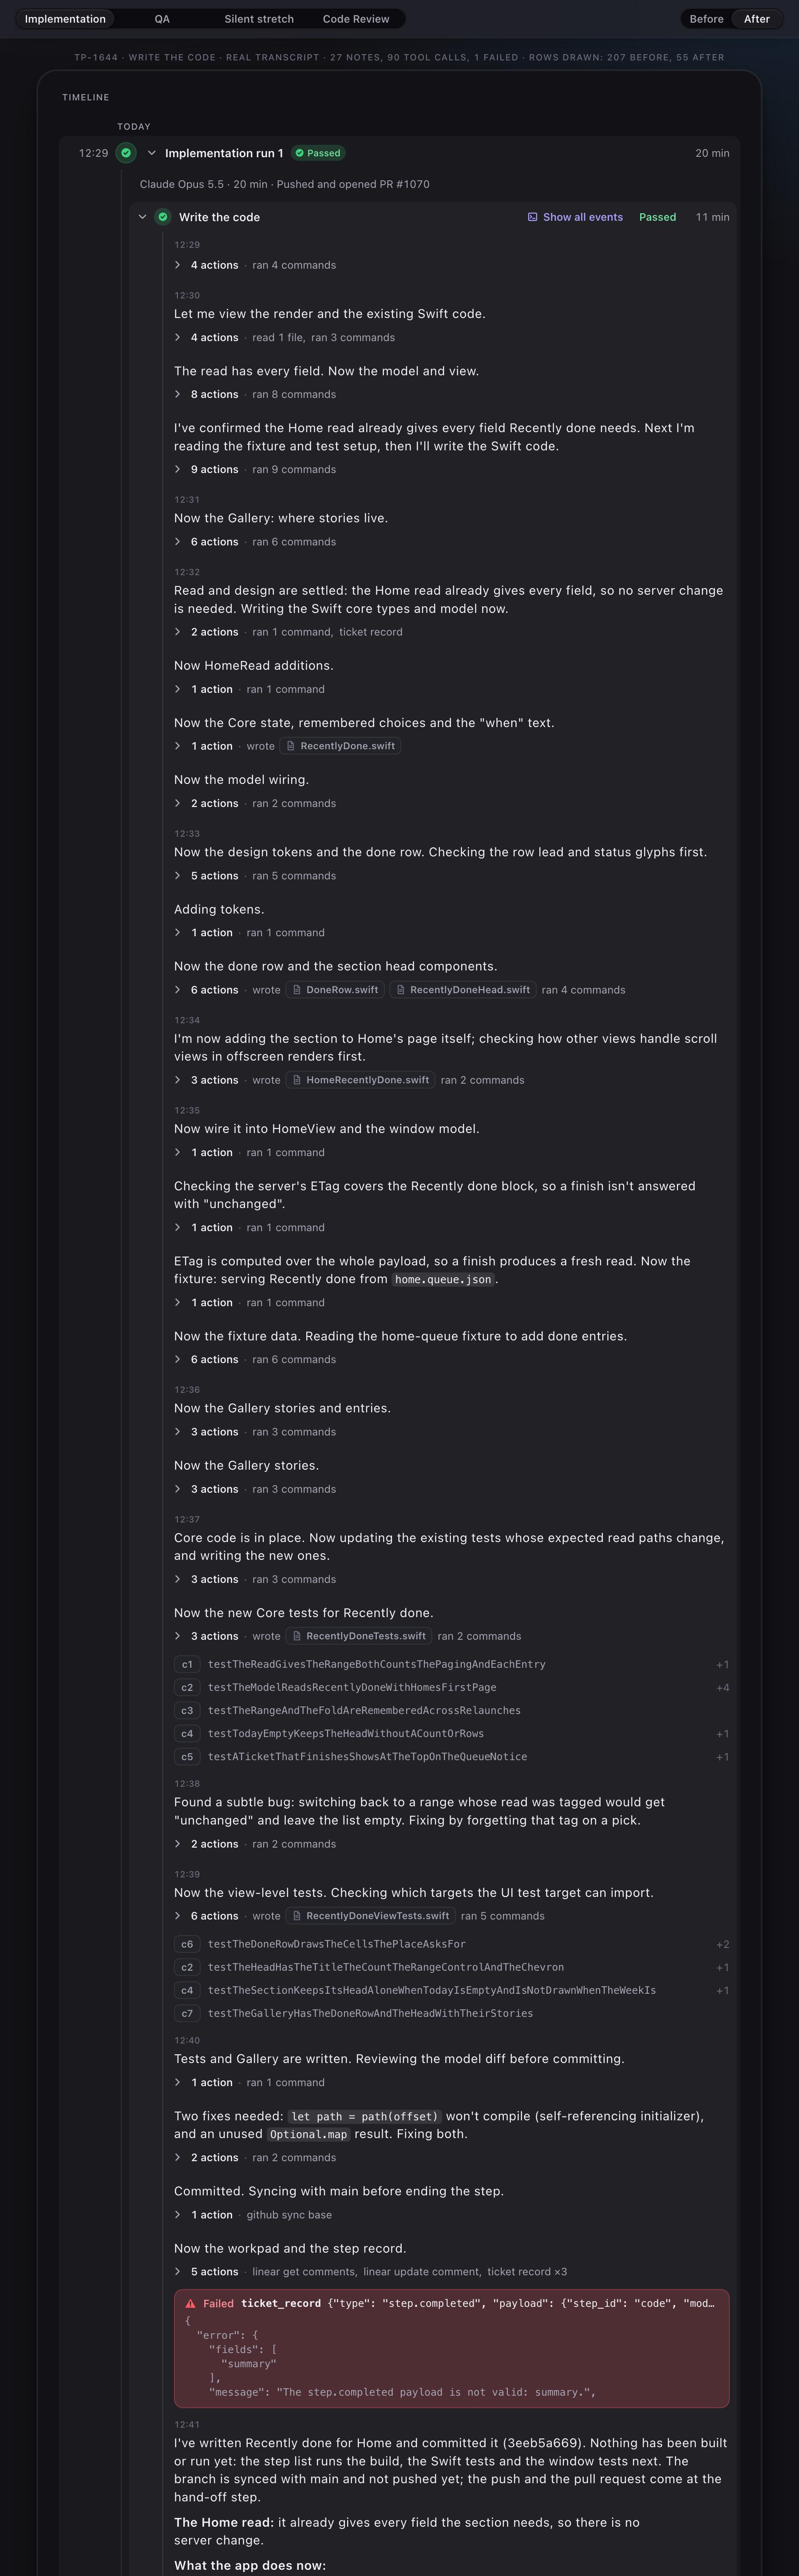 Implementation QA Silent stretch Code Review Before After
TP-1644 · WRITE THE CODE · REAL TRANSCRIPT · 27 NOTES, 90 TOOL CALLS, 1 FAILED · ROWS DRAWN: 207 BEFORE, 55 AFTER
TIMELINE
TODAY
12:29 Implementation run 1 Passed 20 min
Claude Opus 5.5 · 20 min · Pushed and opened PR #1070
Write the code Show all events Passed 11 min
12:29
4 actions · ran 4 commands
12:30
Let me view the render and the existing Swift code.
4 actions · read 1 file, ran 3 commands
The read has every field. Now the model and view.
8 actions · ran 8 commands
I've confirmed the Home read already gives every field Recently done needs. Next I'm
reading the fixture and test setup, then I'll write the Swift code.
9 actions · ran 9 commands
12:31
Now the Gallery: where stories live.
6 actions · ran 6 commands
12:32
Read and design are settled: the Home read already gives every field, so no server change
is needed. Writing the Swift core types and model now.
2 actions · ran 1 command, ticket record
Now HomeRead additions.
1 action · ran 1 command
Now the Core state, remembered choices and the "when" text.
1 action · wrote RecentlyDone.swift
Now the model wiring.
2 actions · ran 2 commands
12:33
Now the design tokens and the done row. Checking the row lead and status glyphs first.
5 actions · ran 5 commands
Adding tokens.
1 action · ran 1 command
Now the done row and the section head components.
6 actions · wrote DoneRow.swift RecentlyDoneHead.swift ran 4 commands
12:34
I'm now adding the section to Home's page itself; checking how other views handle scroll
views in offscreen renders first.
3 actions · wrote HomeRecentlyDone.swift ran 2 commands
12:35
Now wire it into HomeView and the window model.
1 action · ran 1 command
Checking the server's ETag covers the Recently done block, so a finish isn't answered
with "unchanged".
1 action · ran 1 command
ETag is computed over the whole payload, so a finish produces a fresh read. Now the
fixture: serving Recently done from home.queue.json.
1 action · ran 1 command
Now the fixture data. Reading the home-queue fixture to add done entries.
6 actions · ran 6 commands
12:36
Now the Gallery stories and entries.
3 actions · ran 3 commands
Now the Gallery stories.
3 actions · ran 3 commands
12:37
Core code is in place. Now updating the existing tests whose expected read paths change,
and writing the new ones.
3 actions · ran 3 commands
Now the new Core tests for Recently done.
3 actions · wrote RecentlyDoneTests.swift ran 2 commands
c1 testTheReadGivesTheRangeBothCountsThePagingAndEachEntry +1
c2 testTheModelReadsRecentlyDoneWithHomesFirstPage +4
c3 testTheRangeAndTheFoldAreRememberedAcrossRelaunches
c4 testTodayEmptyKeepsTheHeadWithoutACountOrRows +1
c5 testATicketThatFinishesShowsAtTheTopOnTheQueueNotice +1
12:38
Found a subtle bug: switching back to a range whose read was tagged would get
"unchanged" and leave the list empty. Fixing by forgetting that tag on a pick.
2 actions · ran 2 commands
12:39
Now the view-level tests. Checking which targets the UI test target can import.
6 actions · wrote RecentlyDoneViewTests.swift ran 5 commands
c6 testTheDoneRowDrawsTheCellsThePlaceAsksFor +2
c2 testTheHeadHasTheTitleTheCountTheRangeControlAndTheChevron +1
c4 testTheSectionKeepsItsHeadAloneWhenTodayIsEmptyAndIsNotDrawnWhenTheWeekIs +1
c7 testTheGalleryHasTheDoneRowAndTheHeadWithTheirStories
12:40
Tests and Gallery are written. Reviewing the model diff before committing.
1 action · ran 1 command
Two fixes needed: let path = path(offset) won't compile (self-referencing initializer),
and an unused Optional.map result. Fixing both.
2 actions · ran 2 commands
Committed. Syncing with main before ending the step.
1 action · github sync base
Now the workpad and the step record.
5 actions · linear get comments, linear update comment, ticket record ×3
Failed ticket_record {"type": "step.completed", "payload": {"step_id": "code", "mod…
{
"error": {
"fields": [
"summary"
],
"message": "The step.completed payload is not valid: summary.",
12:41
I've written Recently done for Home and committed it (3eeb5a669). Nothing has been built
or run yet: the step list runs the build, the Swift tests and the window tests next. The
branch is synced with main and not pushed yet; the push and the pull request come at the
hand-off step.
The Home read: it already gives every field the section needs, so there is no
server change.
What the app does now: